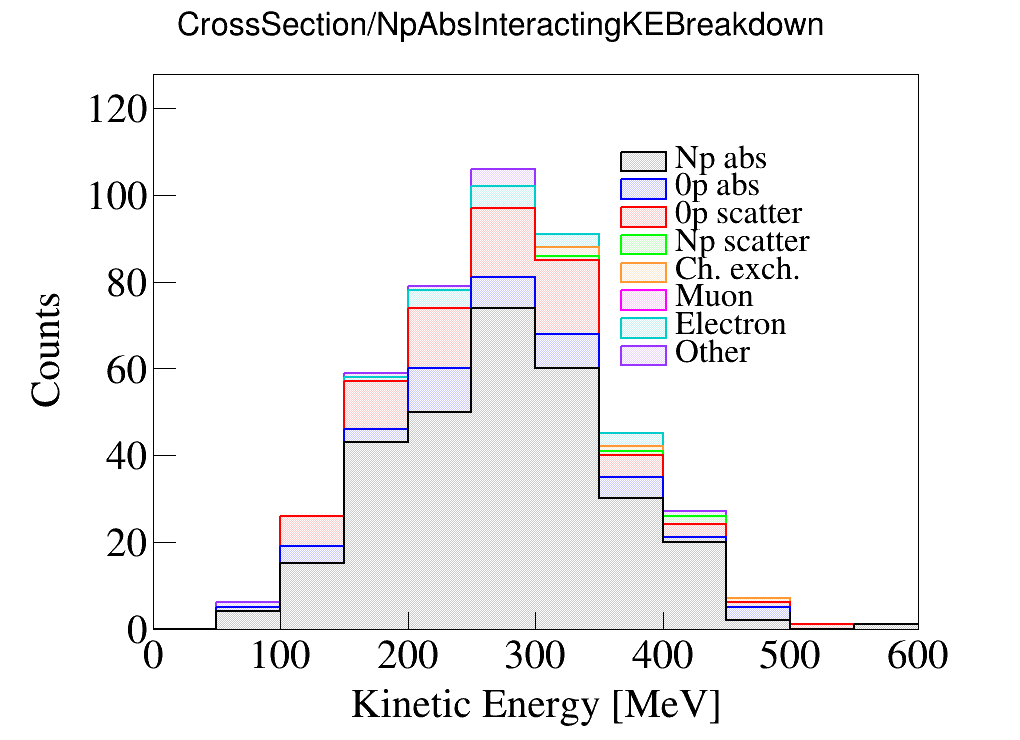 CrossSection/NpAbsInteractingKEBreakdown
120
100
80
60
40
20
0
Counts
Np abs
0p abs
0p scatter
Np scatter
Ch. exch.
Muon
Electron
Other
0 100 200 300 400 500 600
Kinetic Energy [MeV]